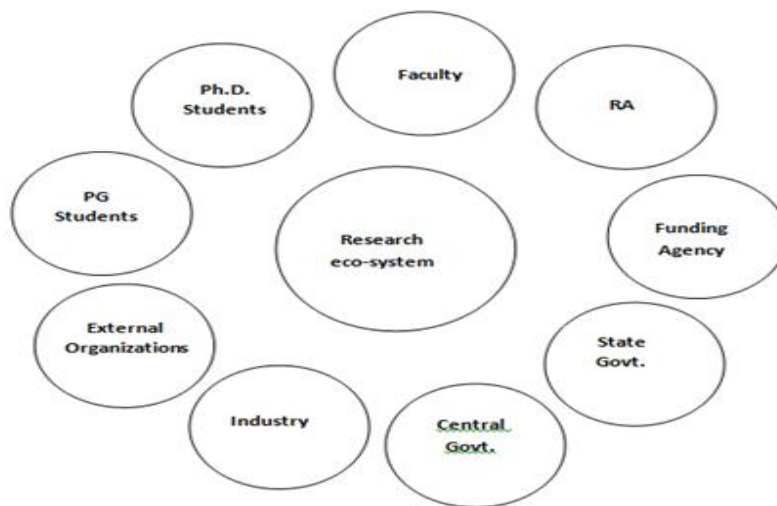 Faculty
Ph.D.
Students
RA
PG
Students
Research
eco-system
Funding
Agency
External
Organizations
State
Govt.
Industry
Central
Govt.